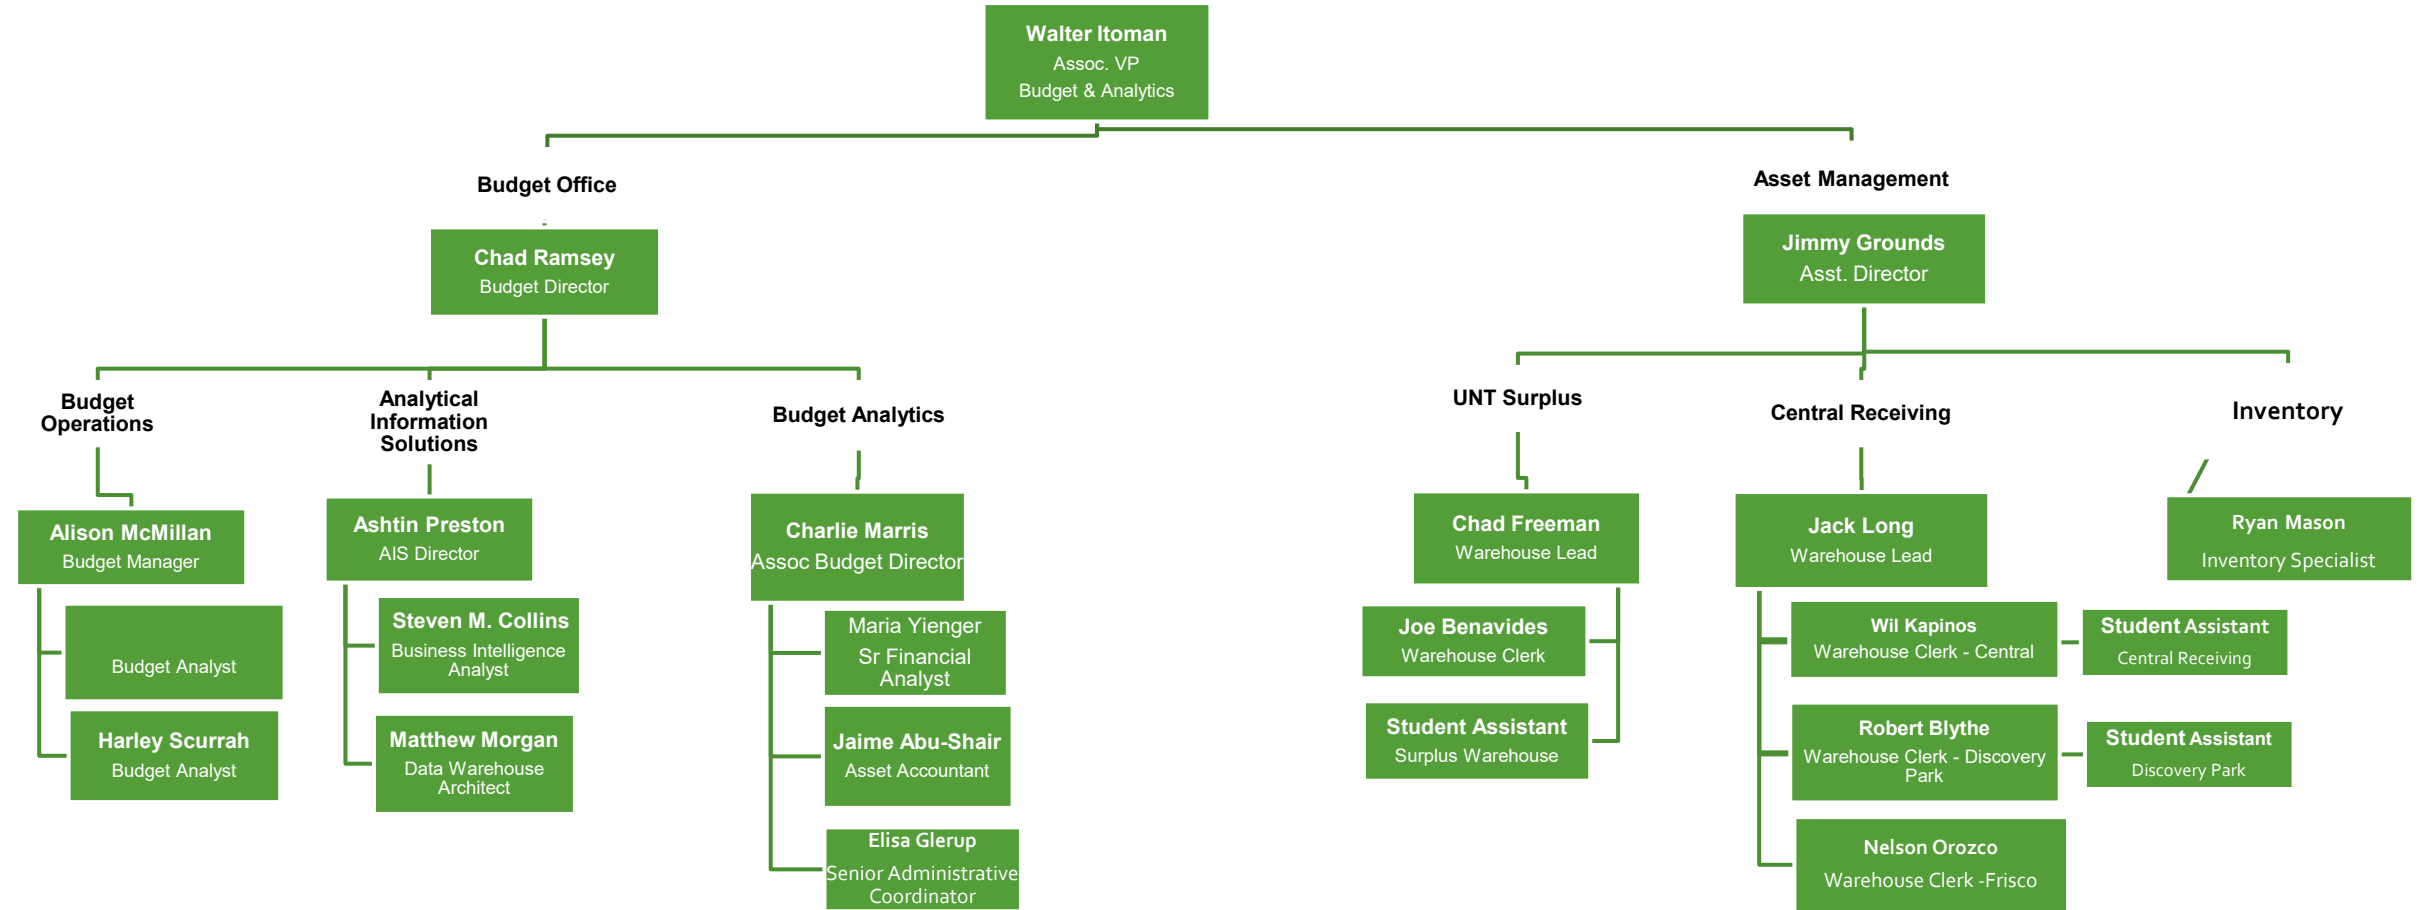 Walter Itoman
Assoc. VP
Budget & Analytics
Budget Office
Asset Management
Chad Ramsey
Budget Director
Jimmy Grounds
Asst. Director
Budget
Operations
Analytical
Information
Solutions
Budget Analytics
UNT Surplus
Central Receiving
Inventory
Alison McMillan
Budget Manager
Budget Analyst
Harley Scurrah
Budget Analyst
Ashtin Preston
AIS Director
Steven M. Collins
Business Intelligence
Analyst
Matthew Morgan
Data Warehouse
Architect
Charlie Marris
Assoc Budget Director
Maria Yienger
Sr Financial
Analyst
Jaime Abu-Shair
Asset Accountant
Elisa Glerup
Senior Administrative
Coordinator
Chad Freeman
Warehouse Lead
Joe Benavides
Warehouse Clerk
Student Assistant
Surplus Warehouse
Jack Long
Warehouse Lead
Wil Kapinos
Warehouse Clerk - Central
Student Assistant
Central Receiving
Robert Blythe
Warehouse Clerk - Discovery
Park
Student Assistant
Discovery Park
Nelson Orozco
Warehouse Clerk -Frisco
Ryan Mason
Inventory Specialist